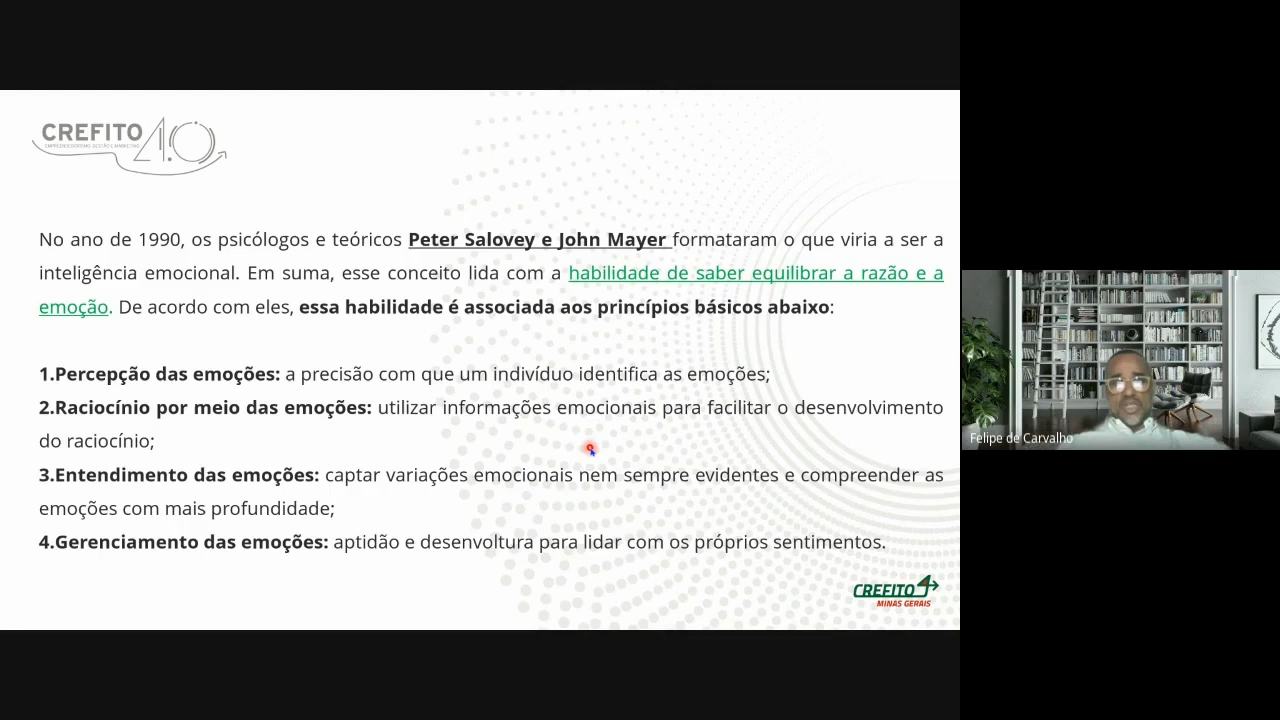 CREFITO 4.0
EMPREENDEDORISMO, GESTÃO E MARKETING
No ano de 1990, os psicólogos e teóricos Peter Salovey e John Mayer formataram o que viria a ser a
inteligência emocional. Em suma, esse conceito lida com a habilidade de saber equilibrar a razão e a
emoção. De acordo com eles, essa habilidade é associada aos princípios básicos abaixo:
1.Percepção das emoções: a precisão com que um indivíduo identifica as emoções;
2.Raciocínio por meio das emoções: utilizar informações emocionais para facilitar o desenvolvimento
do raciocínio;
3.Entendimento das emoções: captar variações emocionais nem sempre evidentes e compreender as
emoções com mais profundidade;
4.Gerenciamento das emoções: aptidão e desenvoltura para lidar com os próprios sentimentos.
CREFITO 4
MINAS GERAIS
Felipe de Carvalho